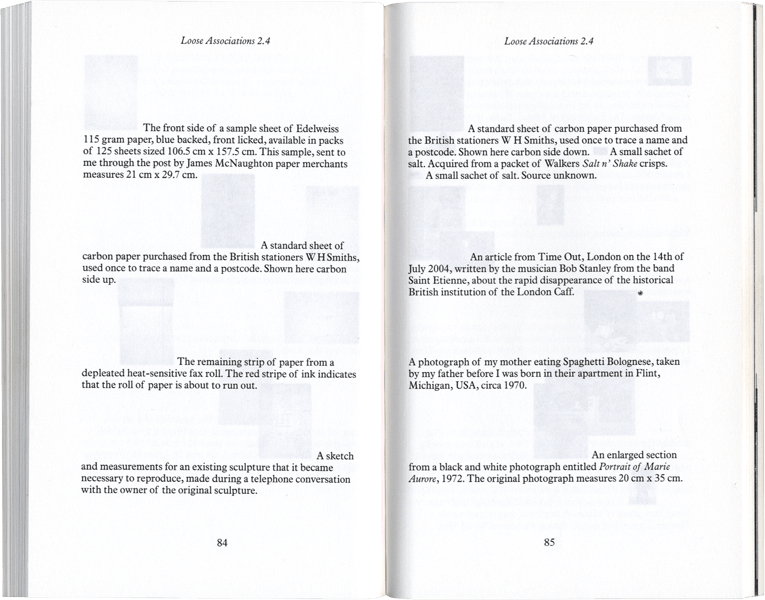 Loose Associations 2.4
The front side of a sample sheet of Edelweiss
115 gram paper, blue backed, front licked, available in packs
of 125 sheets sized 106.5 cm x 157.5 cm. This sample, sent to
me through the post by James McNaughton paper merchants
measures 21 cm x 29.7 cm.
A standard sheet of
carbon paper purchased from the British stationers W H Smiths,
used once to trace a name and a postcode. Shown here carbon
side up.
The remaining strip of paper from a
depleated heat-sensitive fax roll. The red stripe of ink indicates
that the roll of paper is about to run out.
A sketch
and measurements for an existing sculpture that it became
necessary to reproduce, made during a telephone conversation
with the owner of the original sculpture.
84
Loose Associations 2.4
A standard sheet of carbon paper purchased from
the British stationers W H Smiths, used once to trace a name and
a postcode. Shown here carbon side down. A small sachet of
salt. Acquired from a packet of Walkers Salt n' Shake crisps.
A small sachet of salt. Source unknown.
An article from Time Out, London on the 14th of
July 2004, written by the musician Bob Stanley from the band
Saint Etienne, about the rapid disappearance of the historical
British institution of the London Caff.
A photograph of my mother eating Spaghetti Bolognese, taken
by my father before I was born in their apartment in Flint,
Michigan, USA, circa 1970.
An enlarged section
from a black and white photograph entitled Portrait of Marie
Aurore, 1972. The original photograph measures 20 cm x 35 cm.
85